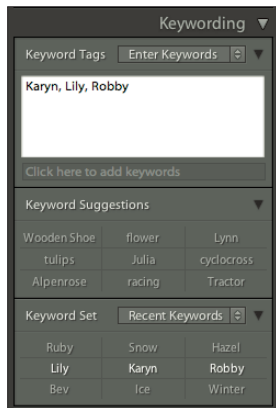 Keywording
Keyword Tags Enter Keywords
Karyn, Lily, Robby
Click here to add keywords
Keyword Suggestions
Wooden Shoe flower Lynn
tulips Julia cyclocross
Alpenrose racing Tractor
Keyword Set Recent Keywords
Ruby Snow Hazel
Lily Karyn Robby
Bev Ice Winter